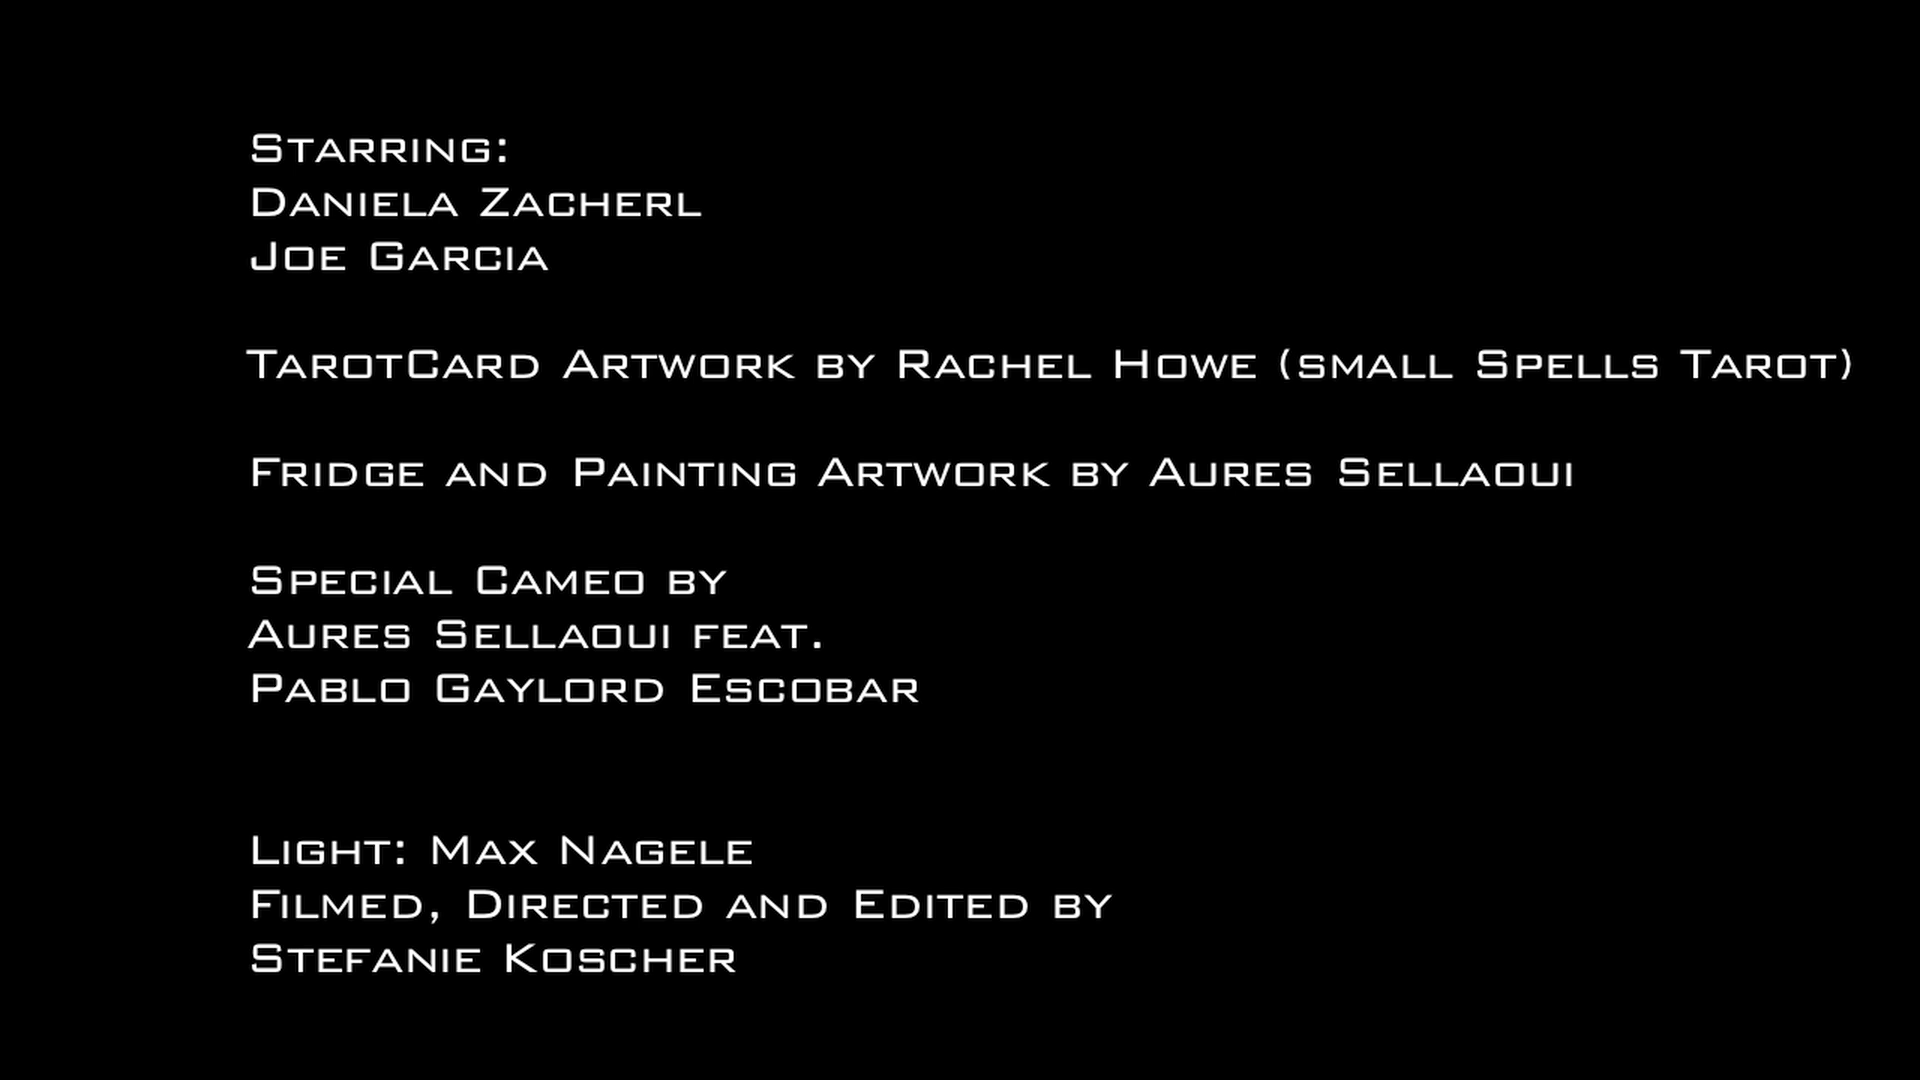 Starring:
Daniela Zacherl
Joe Garcia
TarotCard Artwork by Rachel Howe (small Spells Tarot)
Fridge and Painting Artwork by Aures Sellaoui
Special Cameo by
Aures Sellaoui feat.
Pablo Gaylord Escobar
Light: Max Nagele
Filmed, Directed and Edited by
Stefanie Koscher